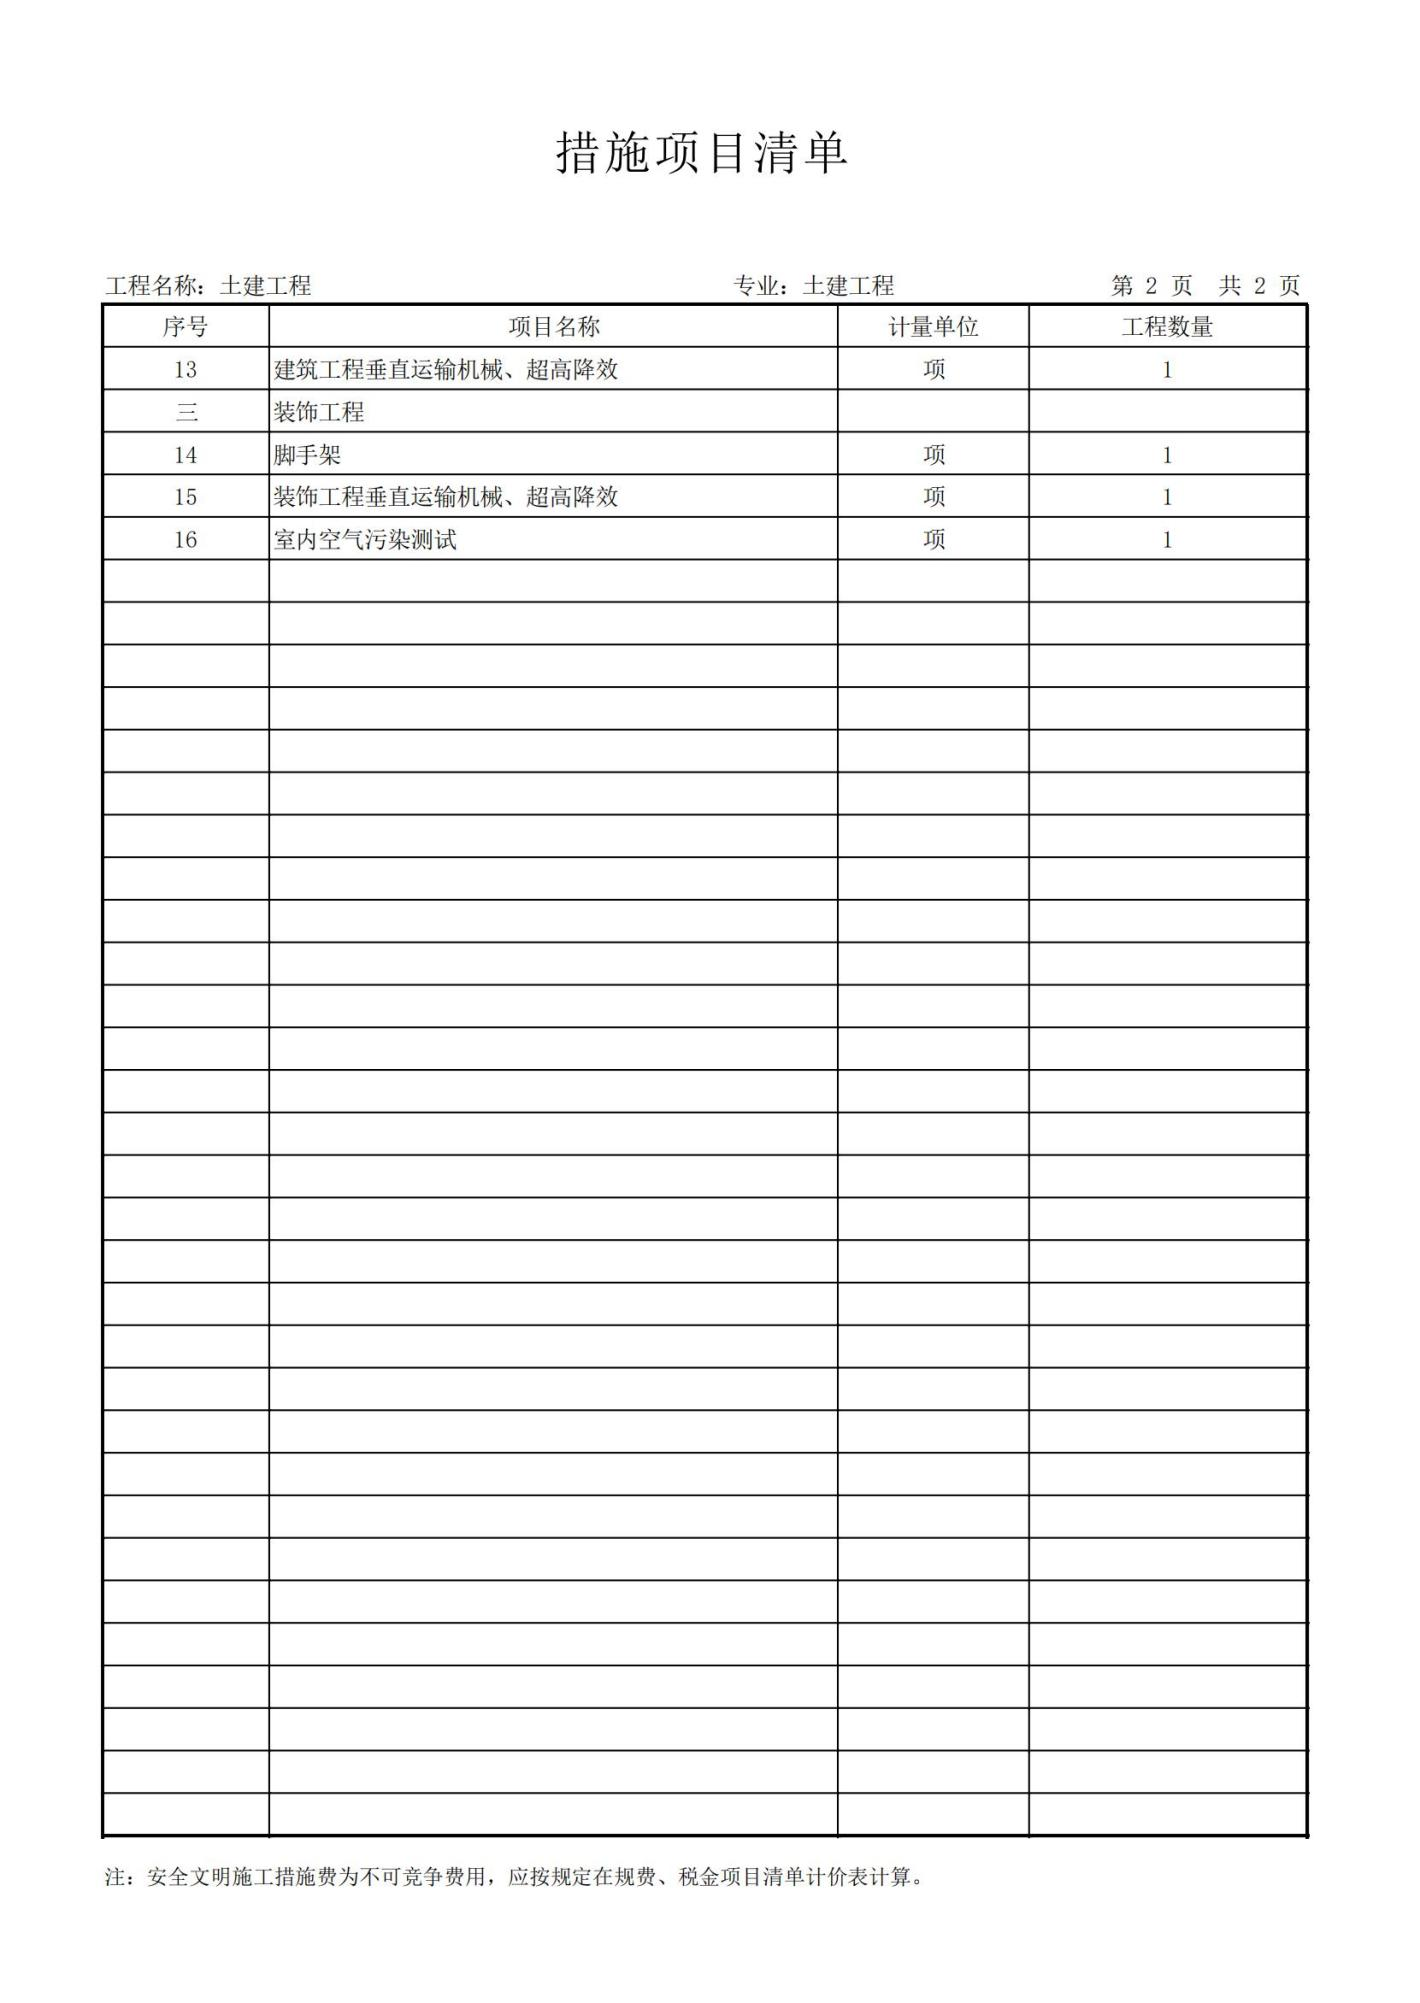 措施项目清单
工程名称：土建工程 专业：土建工程 第 2 页 共 2 页
序号 项目名称 计量单位 工程数量
13 建筑工程垂直运输机械、超高降效 项 1
三 装饰工程
14 脚手架 项 1
15 装饰工程垂直运输机械、超高降效 项 1
16 室内空气污染测试 项 1
注：安全文明施工措施费为不可竞争费用，应按规定在规费、税金项目清单计价表计算。